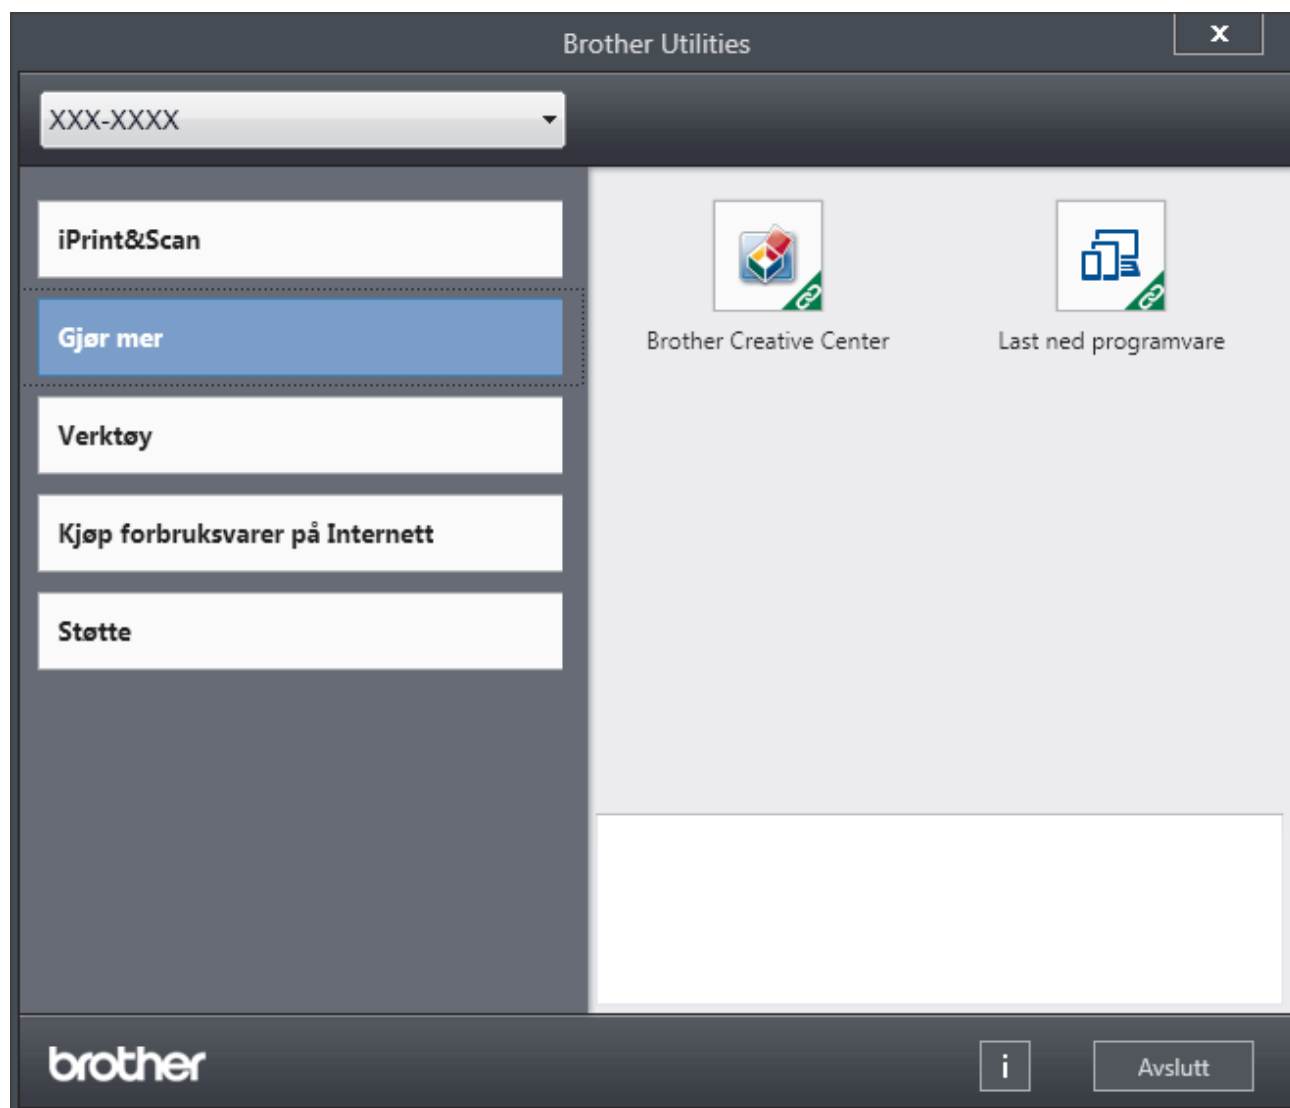 Brother Utilities
x
XXX-XXXX
iPrint&Scan
Gjør mer
Verktøy
Kjøp forbruksvarer på Internett
Støtte
Brother Creative Center
Last ned programvare
brother
i
Avslutt